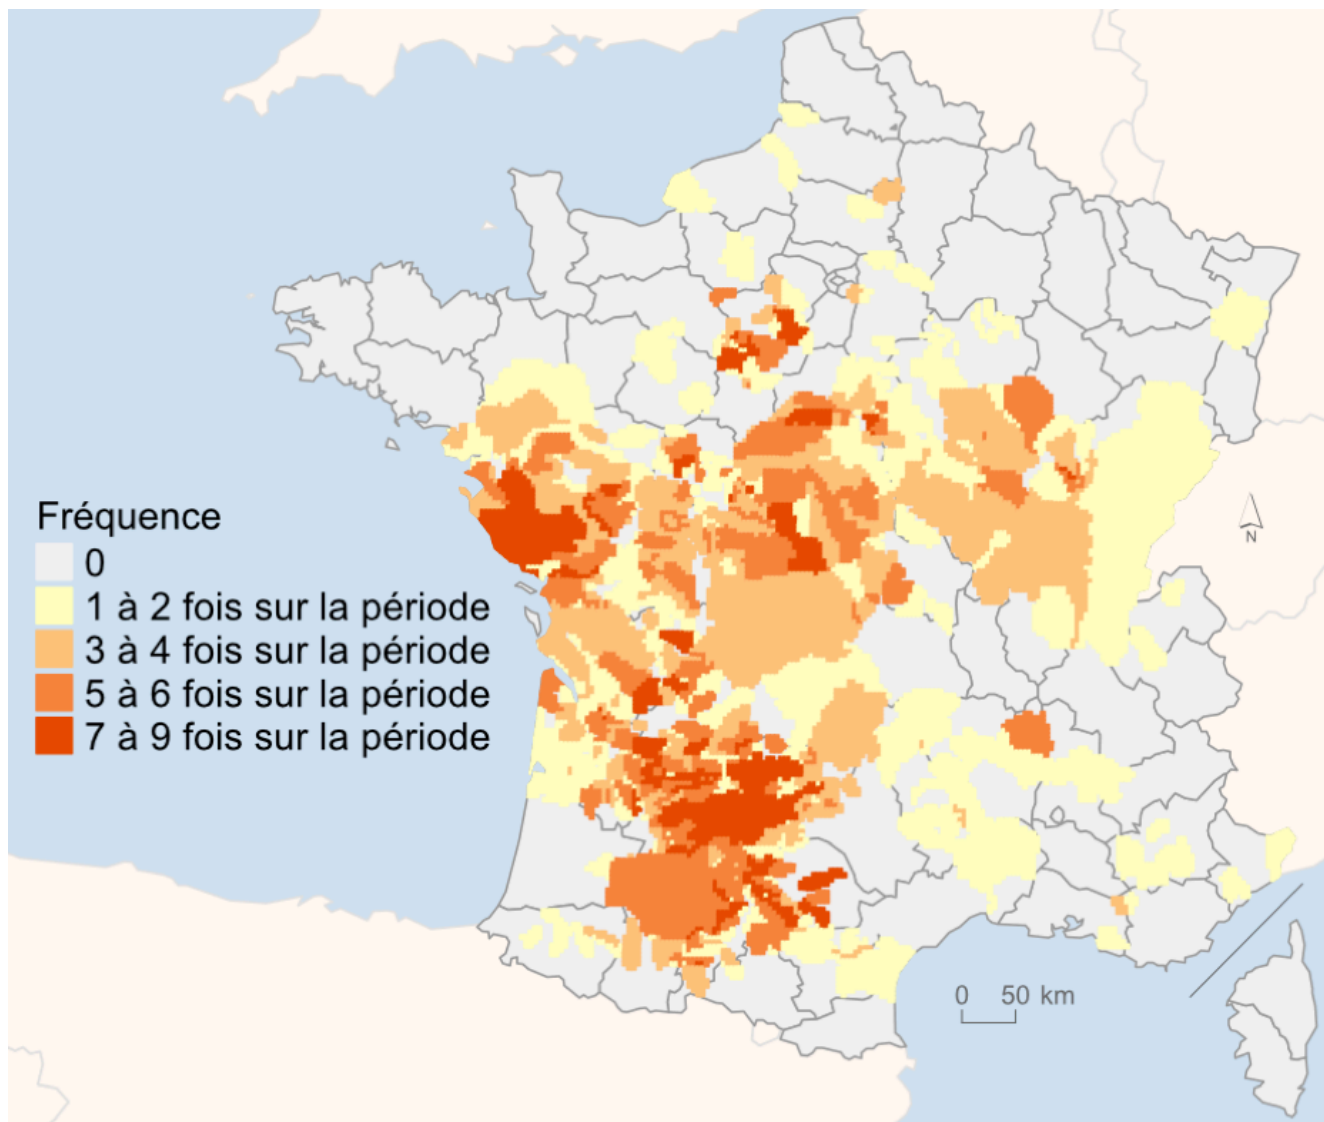 Fréquence
0
1 à 2 fois sur la période
3 à 4 fois sur la période
5 à 6 fois sur la période
7 à 9 fois sur la période
N
0 50 km